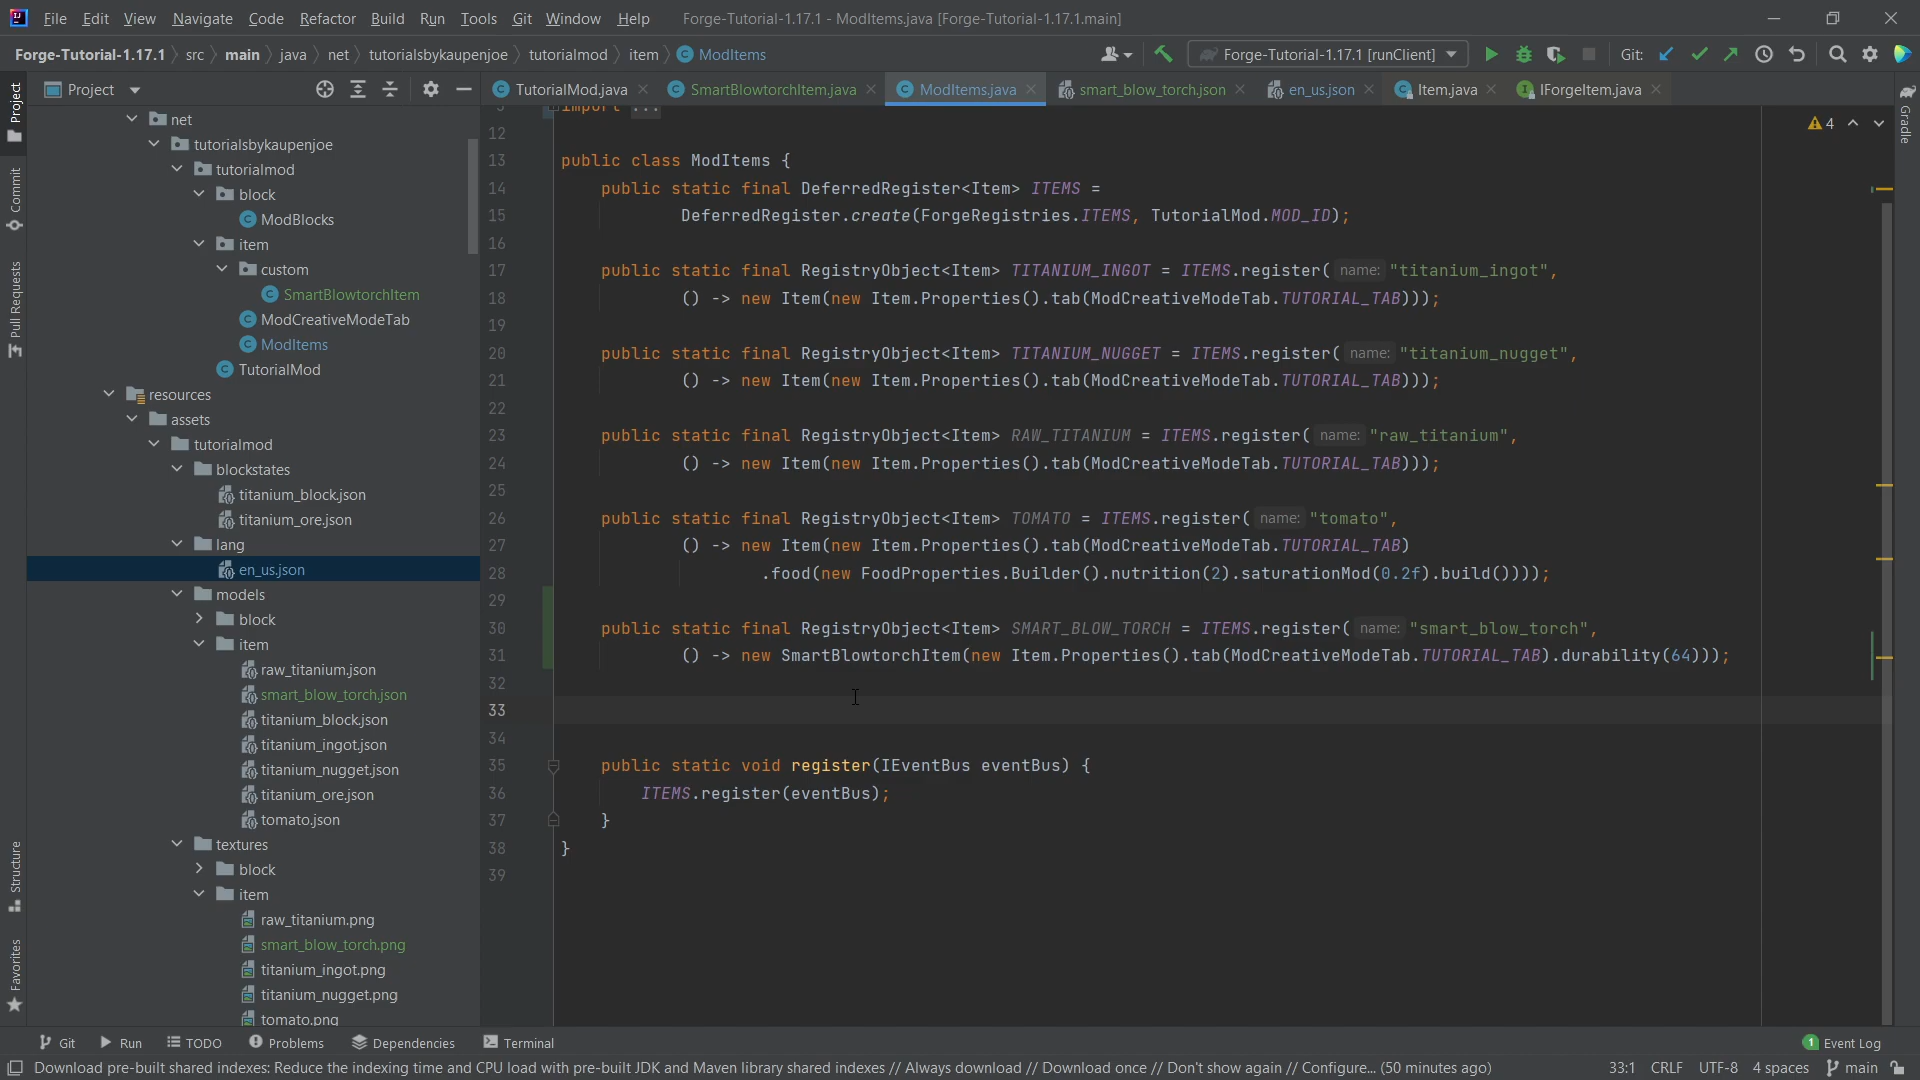 File Edit View Navigate Code Refactor Build Run Tools Git Window Help Forge-Tutorial-1.17.1 - ModItems.java [Forge-Tutorial-1.17.1.main]
Forge-Tutorial-1.17.1 src main java net tutorialsbykaupenjoe tutorialmod item ModItems
Forge-Tutorial-1.17.1 [runClient] Git:
Project
TutorialMod.java SmartBlowtorchItem.java ModItems.java smart_blow_torch.json en_us.json Item.java IForgeItem.java
Project
Commit
Pull Requests
Structure
Favorites
net
tutorialsbykaupenjoe
tutorialmod
block
ModBlocks
item
custom
SmartBlowtorchItem
ModCreativeModeTab
ModItems
TutorialMod
resources
assets
tutorialmod
blockstates
titanium_block.json
titanium_ore.json
lang
en_us.json
models
block
item
raw_titanium.json
smart_blow_torch.json
titanium_block.json
titanium_ingot.json
titanium_nugget.json
titanium_ore.json
tomato.json
textures
block
item
raw_titanium.png
smart_blow_torch.png
titanium_ingot.png
titanium_nugget.png
tomato.png
import ...
12
13 public class ModItems {
14 public static final DeferredRegister<Item> ITEMS =
15 DeferredRegister.create(ForgeRegistries.ITEMS, TutorialMod.MOD_ID);
16
17 public static final RegistryObject<Item> TITANIUM_INGOT = ITEMS.register( name: "titanium_ingot",
18 () -> new Item(new Item.Properties().tab(ModCreativeModeTab.TUTORIAL_TAB)));
19
20 public static final RegistryObject<Item> TITANIUM_NUGGET = ITEMS.register( name: "titanium_nugget",
21 () -> new Item(new Item.Properties().tab(ModCreativeModeTab.TUTORIAL_TAB)));
22
23 public static final RegistryObject<Item> RAW_TITANIUM = ITEMS.register( name: "raw_titanium",
24 () -> new Item(new Item.Properties().tab(ModCreativeModeTab.TUTORIAL_TAB)));
25
26 public static final RegistryObject<Item> TOMATO = ITEMS.register( name: "tomato",
27 () -> new Item(new Item.Properties().tab(ModCreativeModeTab.TUTORIAL_TAB)
28 .food(new FoodProperties.Builder().nutrition(2).saturationMod(0.2f).build())));
29
30 public static final RegistryObject<Item> SMART_BLOW_TORCH = ITEMS.register( name: "smart_blow_torch",
31 () -> new SmartBlowtorchItem(new Item.Properties().tab(ModCreativeModeTab.TUTORIAL_TAB).durability(64)));
32
33
34
35 public static void register(IEventBus eventBus) {
36 ITEMS.register(eventBus);
37 }
38 }
39
4
Gradle
Git Run TODO Problems Dependencies Terminal 1 Event Log
Download pre-built shared indexes: Reduce the indexing time and CPU load with pre-built JDK and Maven library shared indexes // Always download // Download once // Don't show again // Configure... (50 minutes ago) 33:1 CRLF UTF-8 4 spaces main